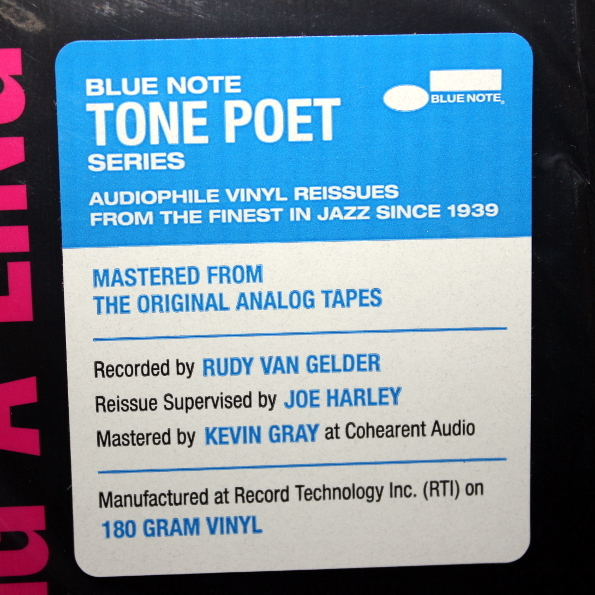 BLUE NOTE
TONE POET
SERIES
BLUE NOTE
AUDIOPHILE VINYL REISSUES
FROM THE FINEST IN JAZZ SINCE 1939
MASTERED FROM
THE ORIGINAL ANALOG TAPES
Recorded by RUDY VAN GELDER
Reissue Supervised by JOE HARLEY
Mastered by KEVIN GRAY at Cohearent Audio
Manufactured at Record Technology Inc. (RTI) on
180 GRAM VINYL